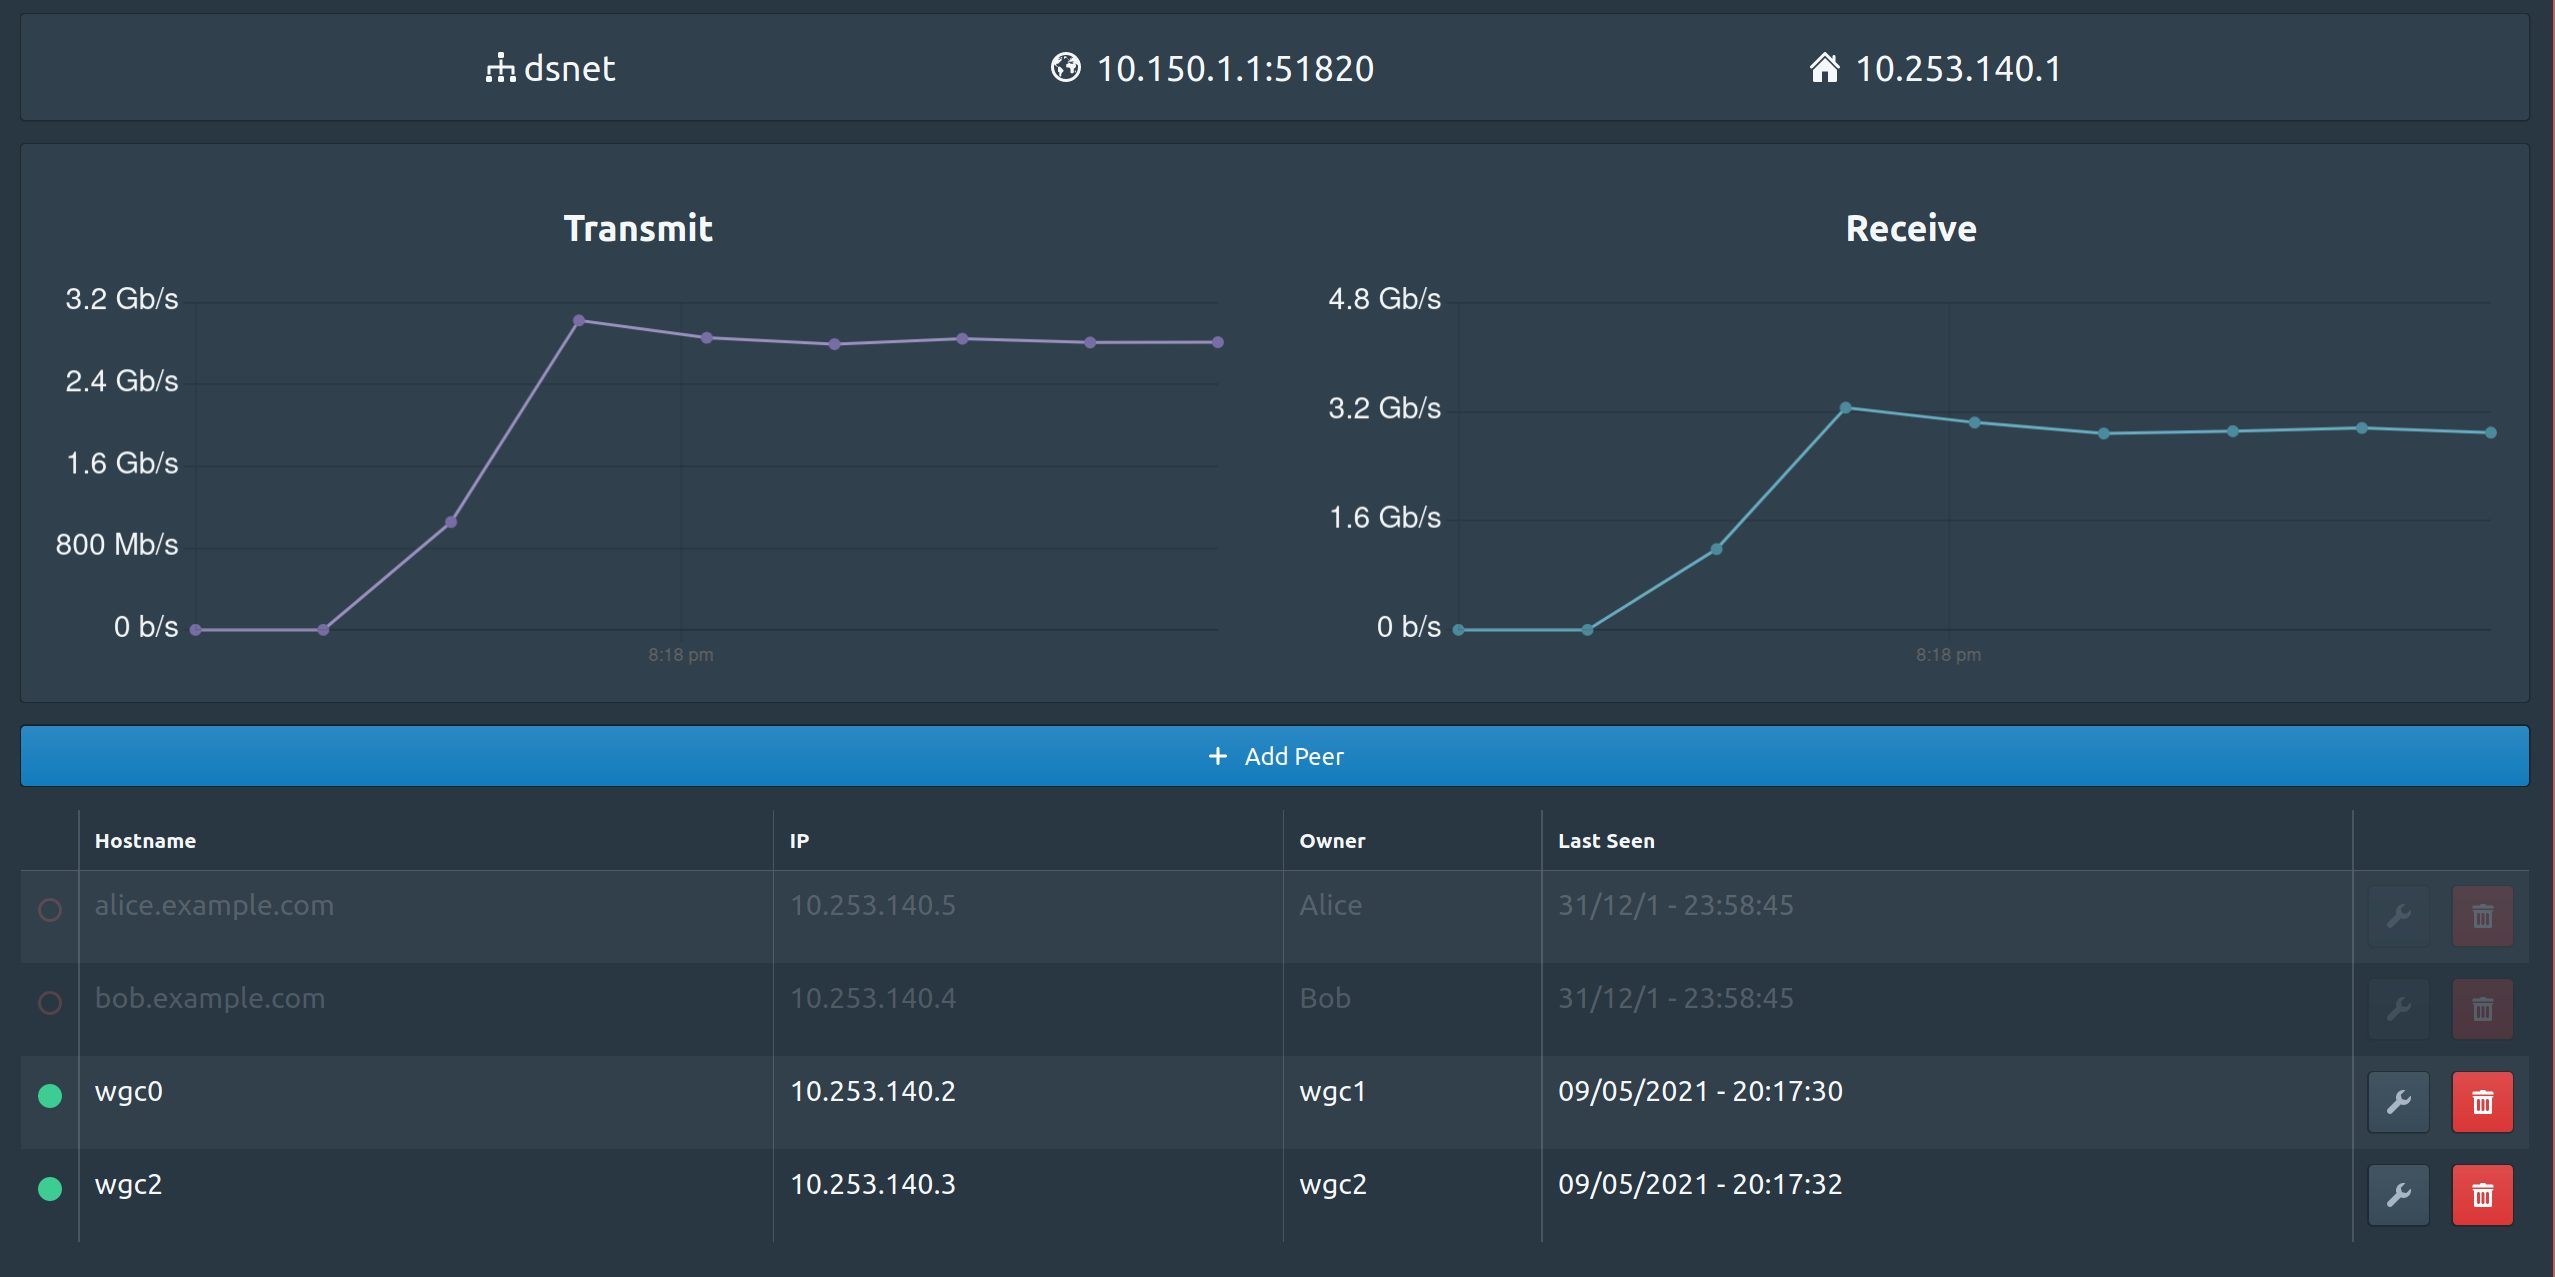 dsnet 10.150.1.1:51820 10.253.140.1
Transmit
3.2 Gb/s
2.4 Gb/s
1.6 Gb/s
800 Mb/s
0 b/s
8:18 pm
Receive
4.8 Gb/s
3.2 Gb/s
1.6 Gb/s
0 b/s
8:18 pm
+ Add Peer
Hostname IP Owner Last Seen
alice.example.com 10.253.140.5 Alice 31/12/1 - 23:58:45
bob.example.com 10.253.140.4 Bob 31/12/1 - 23:58:45
wgc0 10.253.140.2 wgc1 09/05/2021 - 20:17:30
wgc2 10.253.140.3 wgc2 09/05/2021 - 20:17:32